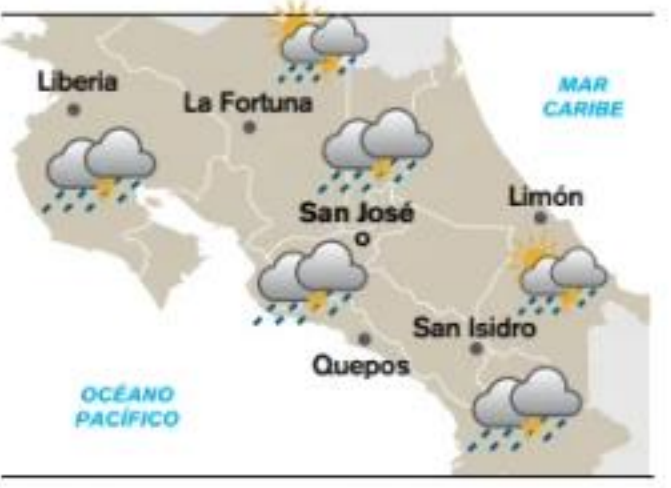 Liberia
La Fortuna
MAR
CARIBE
San José
Limón
San Isidro
Quepos
OCÉANO
PACÍFICO